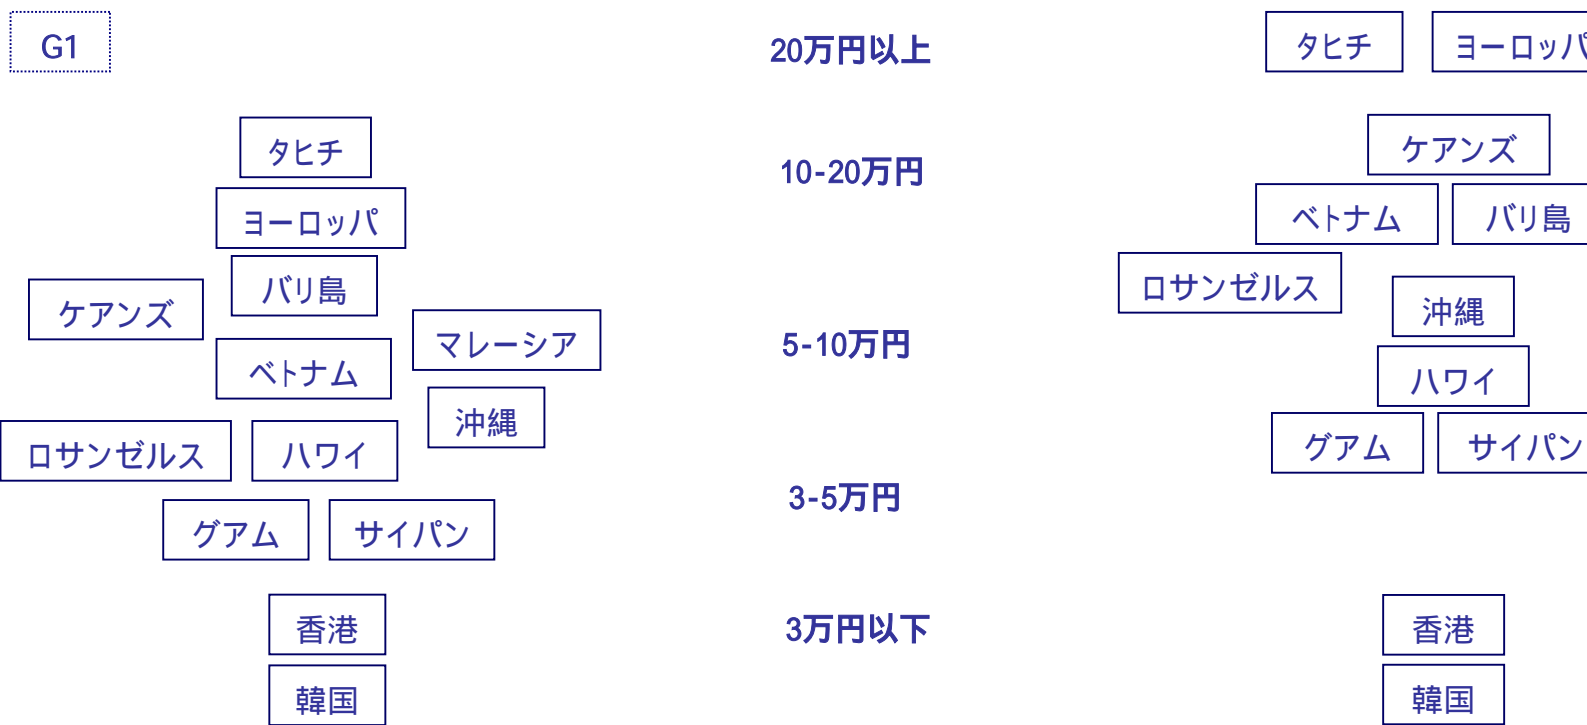 G1
20万円以上
タヒチ
ヨーロッパ
タヒチ
10-20万円
ケアンズ
ヨーロッパ
ベトナム
バリ島
バリ島
ケアンズ
ロサンゼルス
沖縄
マレーシア
5-10万円
ベトナム
ハワイ
沖縄
ロサンゼルス
ハワイ
グアム
サイパン
3-5万円
グアム
サイパン
香港
3万円以下
香港
韓国
韓国